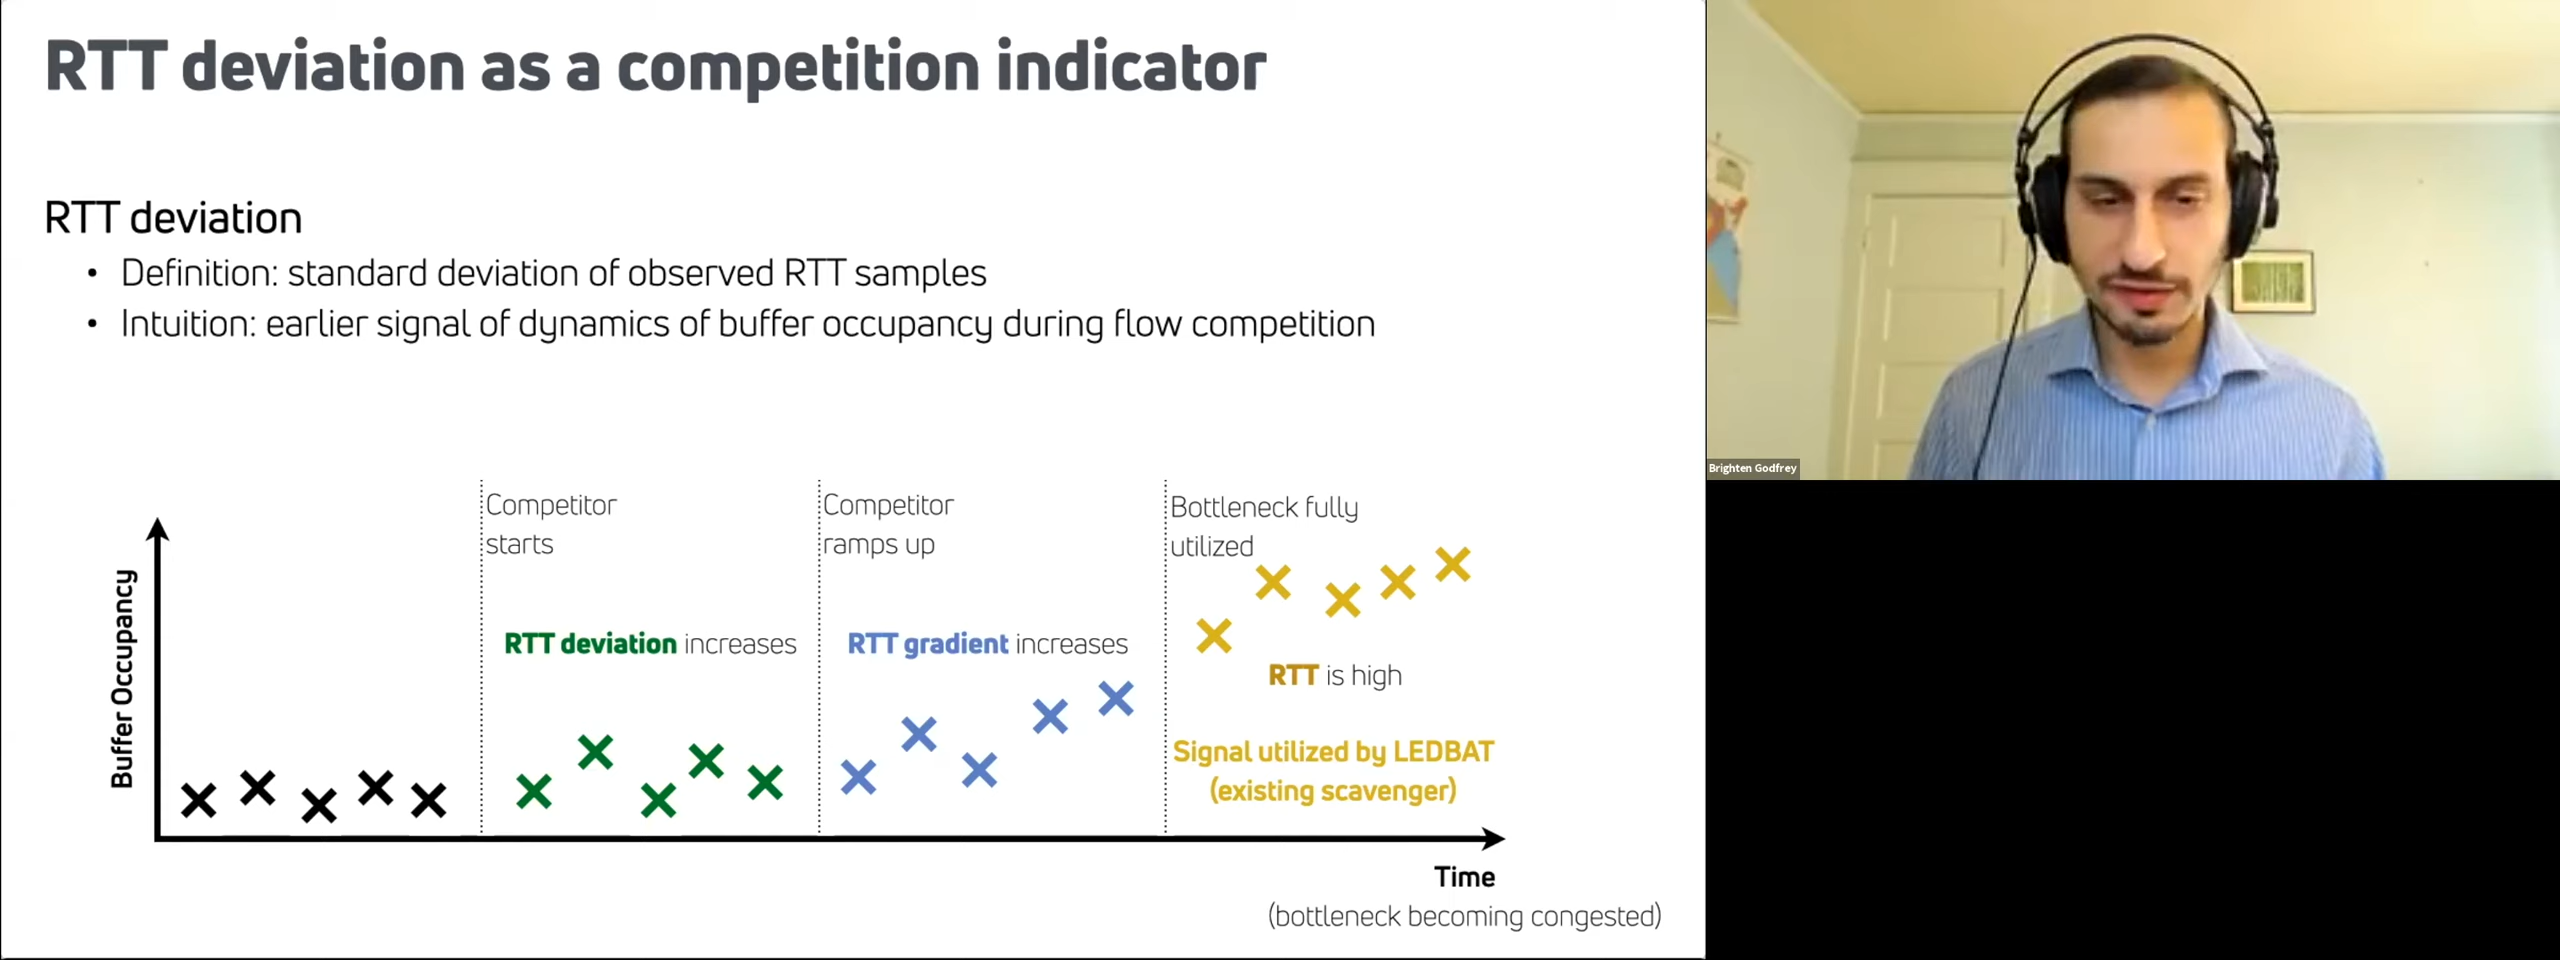 RTT deviation as a competition indicator
RTT deviation
• Definition: standard deviation of observed RTT samples
• Intuition: earlier signal of dynamics of buffer occupancy during flow competition
Competitor
starts
Competitor
ramps up
Bottleneck fully
utilized
RTT deviation increases
RTT gradient increases
RTT is high
Signal utilized by LEDBAT
(existing scavenger)
Buffer Occupancy
Time
(bottleneck becoming congested)
Brighten Godfrey